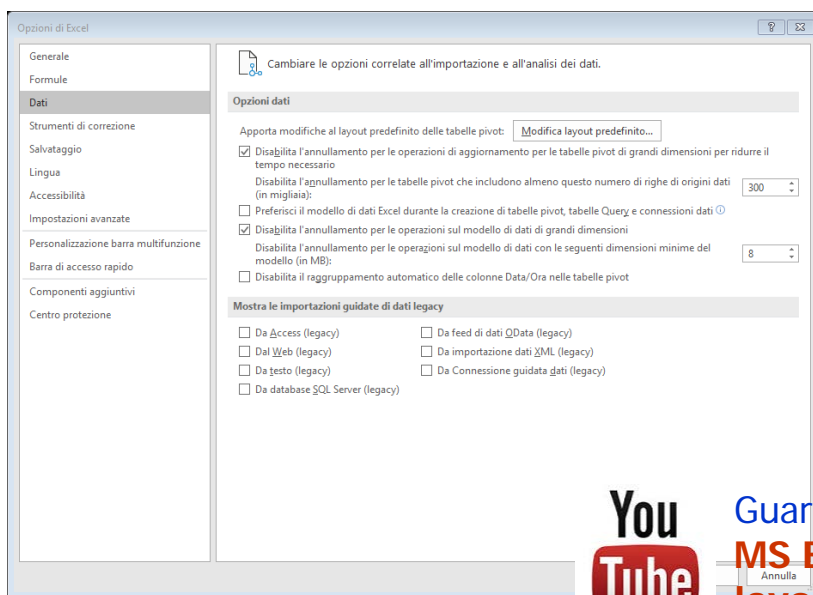 Opzioni di Excel
Generale
Formule
Dati
Strumenti di correzione
Salvataggio
Lingua
Accessibilità
Impostazioni avanzate
Personalizzazione barra multifunzione
Barra di accesso rapido
Componenti aggiuntivi
Centro protezione
Cambiare le opzioni correlate all'importazione e all'analisi dei dati.
Opzioni dati
Apporta modifiche al layout predefinito delle tabelle pivot: Modifica layout predefinito...
Disabilita l'annullamento per le operazioni di aggiornamento per le tabelle pivot di grandi dimensioni per ridurre il
tempo necessario
Disabilita l'annullamento per le tabelle pivot che includono almeno questo numero di righe di origini dati
(in migliaia): 300
Preferisci il modello di dati Excel durante la creazione di tabelle pivot, tabelle Query e connessioni dati
Disabilita l'annullamento per le operazioni sul modello di dati di grandi dimensioni
Disabilita l'annullamento per le operazioni sul modello di dati con le seguenti dimensioni minime del
modello (in MB): 8
Disabilita il raggruppamento automatico delle colonne Data/Ora nelle tabelle pivot
Mostra le importazioni guidate di dati legacy
Da Access (legacy)
Dal Web (legacy)
Da testo (legacy)
Da database SQL Server (legacy)
Da feed di dati OData (legacy)
Da importazione dati XML (legacy)
Da Connessione guidata dati (legacy)
You
Tube
Guar
MS E
Annulla